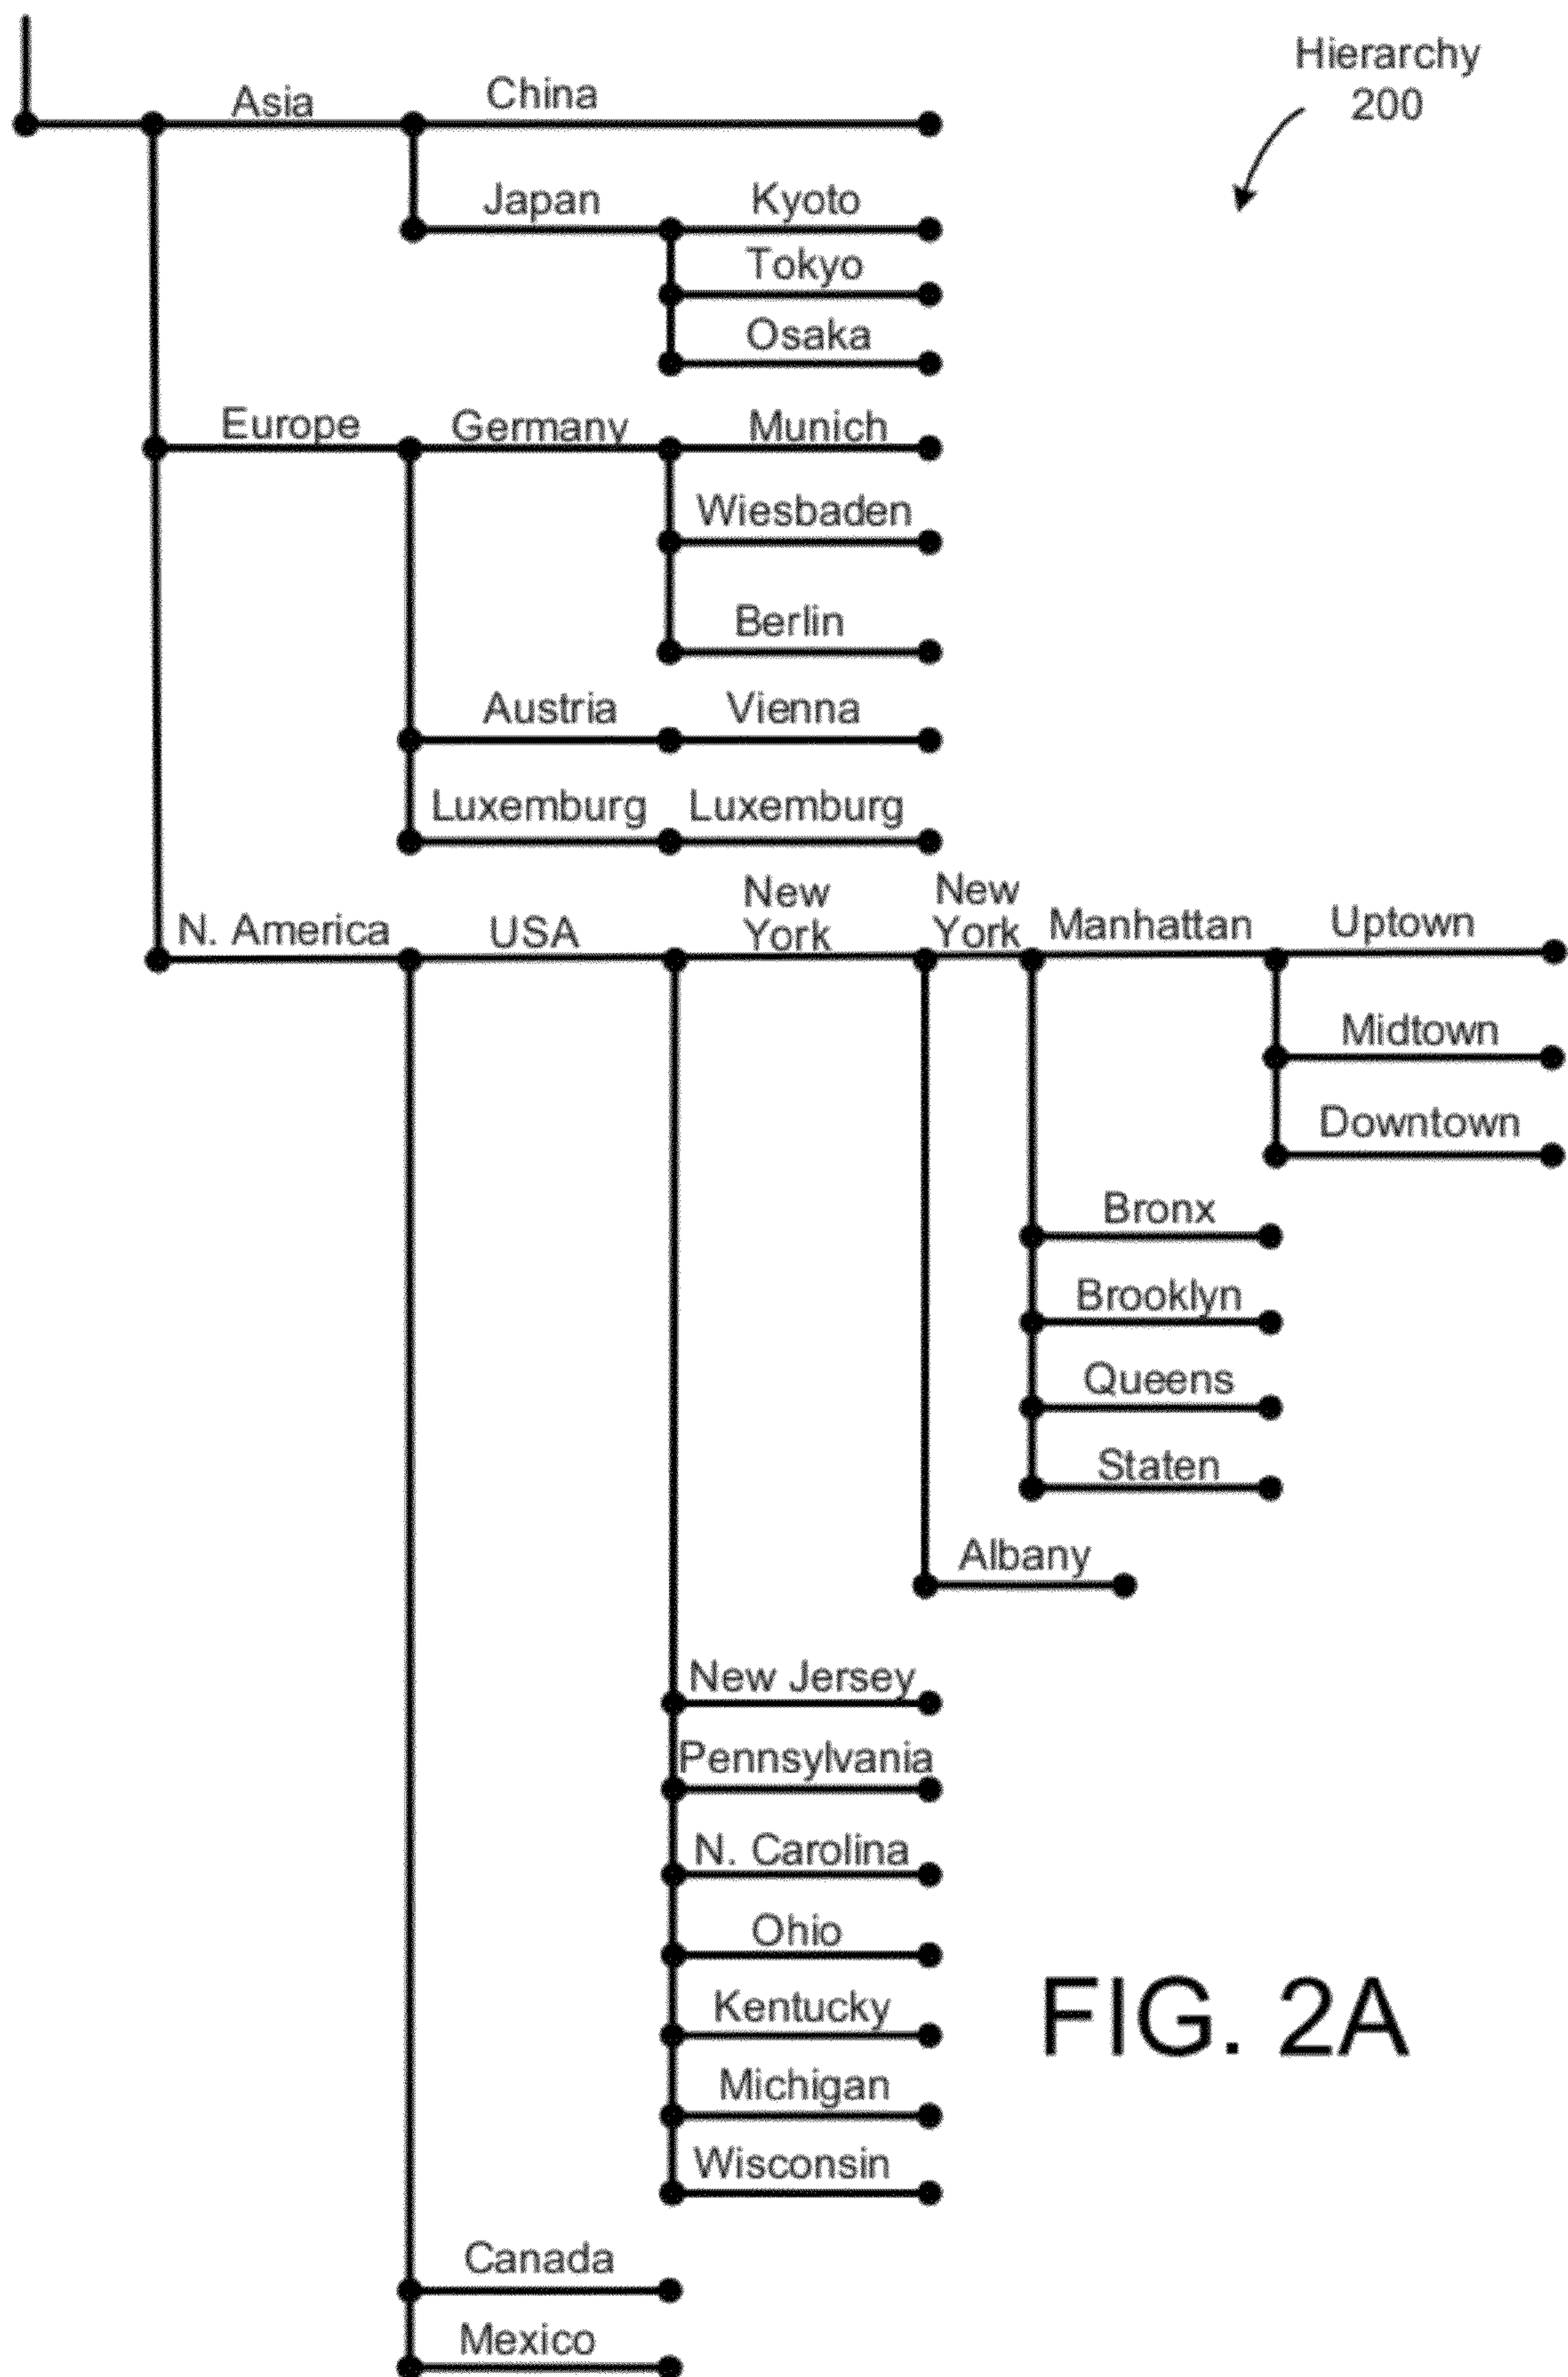 Hierarchy
200
Asia
China
Japan
Kyoto
Tokyo
Osaka
Europe
Germany
Munich
Wiesbaden
Berlin
Austria
Vienna
Luxemburg
Luxemburg
N. America
USA
New
York
New
York
Manhattan
Uptown
Midtown
Downtown
Bronx
Brooklyn
Queens
Staten
Albany
New Jersey
Pennsylvania
N. Carolina
Ohio
Kentucky
Michigan
Wisconsin
Canada
Mexico
FIG. 2A